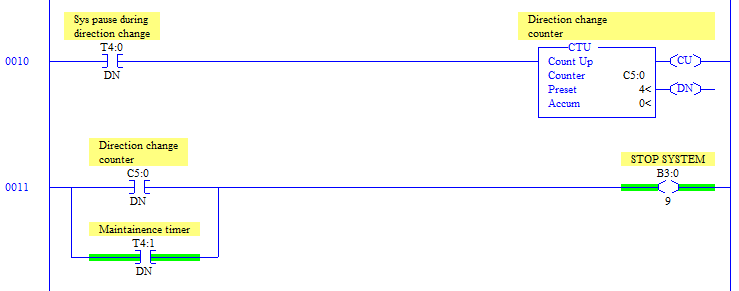 Sys pause during
direction change
T4:0
DN
Direction change
counter
CTU
Count Up
Counter C5:0
Preset 4<
Accum 0<
CU
DN
0010
Direction change
counter
C5:0
DN
Maintainence timer
T4:1
DN
STOP SYSTEM
B3:0
9
0011